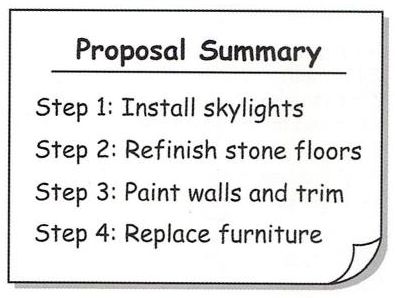 Proposal Summary
Step 1: Install skylights
Step 2: Refinish stone floors
Step 3: Paint walls and trim
Step 4: Replace furniture